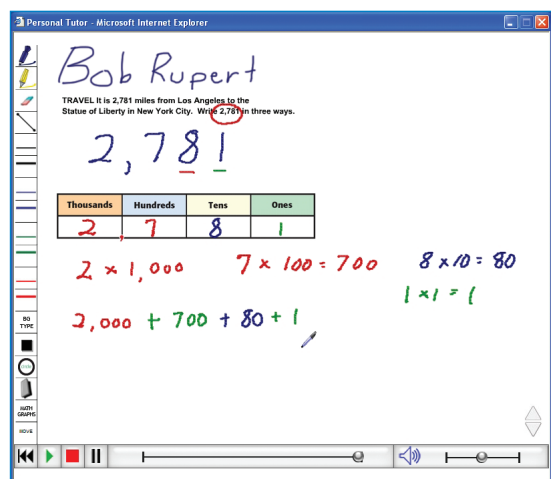 Personal Tutor - Microsoft Internet Explorer
Bob Rupert
TRAVEL It is 2,781 miles from Los Angeles to the
Statue of Liberty in New York City. Write 2,781 in three ways.
2,781
Thousands Hundreds Tens Ones
2 , 7 8 1
2 × 1,000 7 × 100 = 700 8 × 10 = 80
1 × 1 = 1
2,000 + 700 + 80 + 1
BG
TYPE
MATH
GRAPHS
MOVE